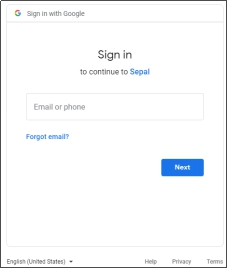 Sign in with Google
Sign in
to continue to Sepal
Email or phone
Forgot email?
Next
English (United States) Help Privacy Terms